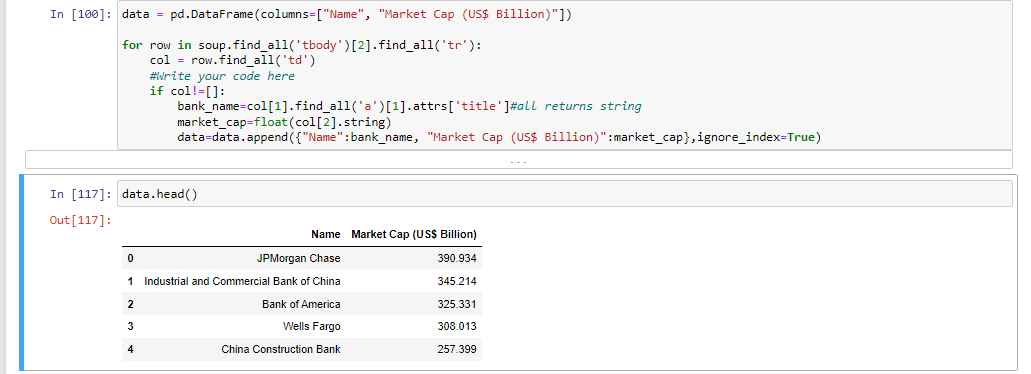 In [100]: data = pd.DataFrame(columns=["Name", "Market Cap (US$ Billion)"])
for row in soup.find_all('tbody')[2].find_all('tr'):
    col = row.find_all('td')
    #Write your code here
    if col!=[]:
        bank_name=col[1].find_all('a')[1].attrs['title']#all returns string
        market_cap=float(col[2].string)
        data=data.append({"Name":bank_name, "Market Cap (US$ Billion)":market_cap},ignore_index=True)
...
In [117]: data.head()
Out[117]:
Name Market Cap (US$ Billion)
0 JPMorgan Chase 390.934
1 Industrial and Commercial Bank of China 345.214
2 Bank of America 325.331
3 Wells Fargo 308.013
4 China Construction Bank 257.399